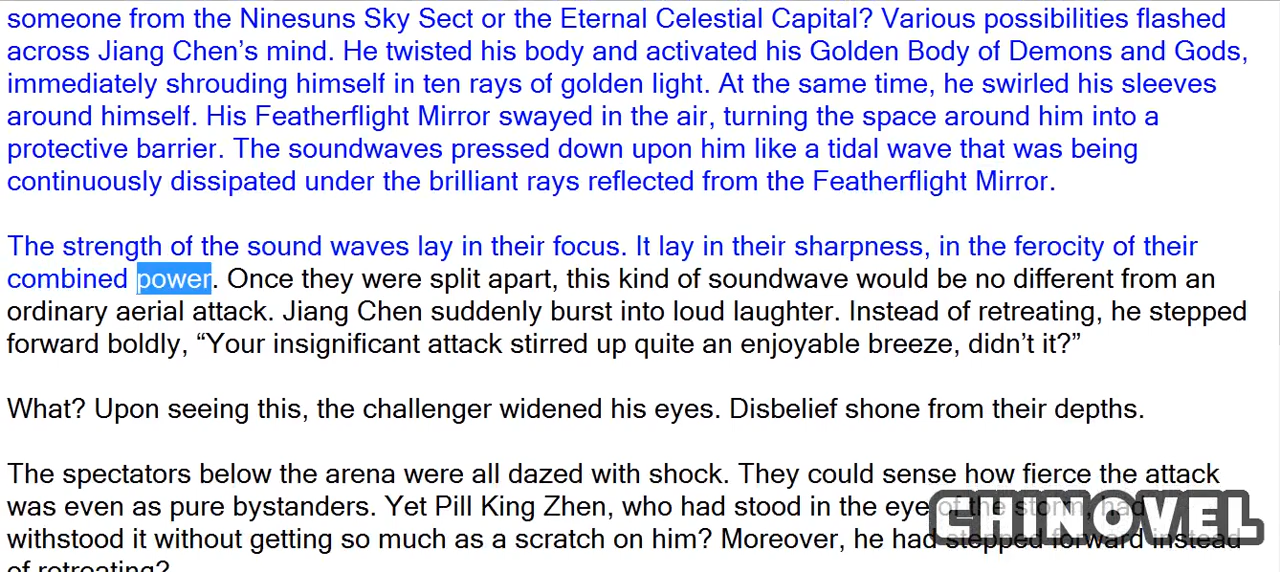 someone from the Ninesuns Sky Sect or the Eternal Celestial Capital? Various possibilities flashed
across Jiang Chen’s mind. He twisted his body and activated his Golden Body of Demons and Gods,
immediately shrouding himself in ten rays of golden light. At the same time, he swirled his sleeves
around himself. His Featherflight Mirror swayed in the air, turning the space around him into a
protective barrier. The soundwaves pressed down upon him like a tidal wave that was being
continuously dissipated under the brilliant rays reflected from the Featherflight Mirror.
The strength of the sound waves lay in their focus. It lay in their sharpness, in the ferocity of their
combined power. Once they were split apart, this kind of soundwave would be no different from an
ordinary aerial attack. Jiang Chen suddenly burst into loud laughter. Instead of retreating, he stepped
forward boldly, “Your insignificant attack stirred up quite an enjoyable breeze, didn’t it?”
What? Upon seeing this, the challenger widened his eyes. Disbelief shone from their depths.
The spectators below the arena were all dazed with shock. They could sense how fierce the attack
was even as pure bystanders. Yet Pill King Zhen, who had stood in the eye of the storm, had
withstood it without getting so much as a scratch on him? Moreover, he had stepped forward instead
of retreating?
CHINOVEL